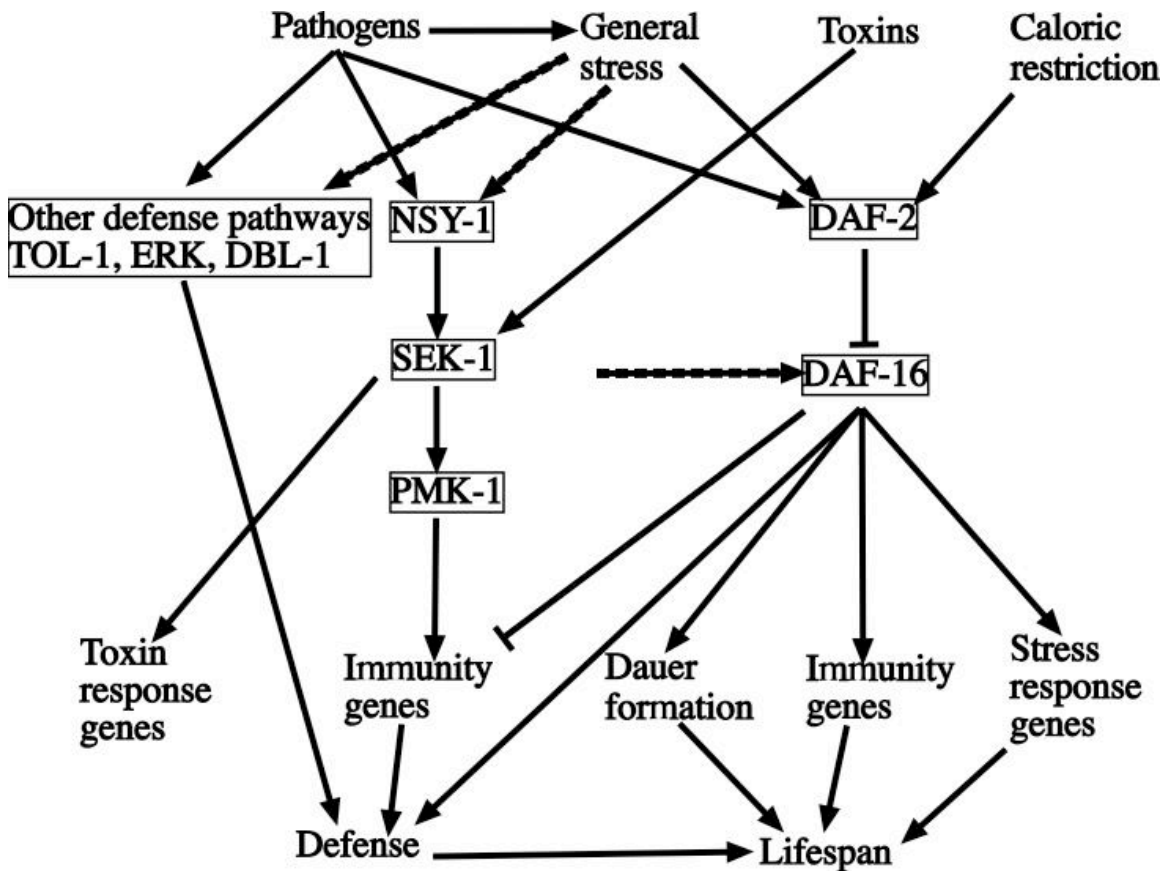 Pathogens
General
stress
Toxins
Caloric
restriction
Other defense pathways
TOL-1, ERK, DBL-1
NSY-1
DAF-2
SEK-1
DAF-16
PMK-1
Toxin
response
genes
Immunity
genes
Dauer
formation
Immunity
genes
Stress
response
genes
Defense
Lifespan